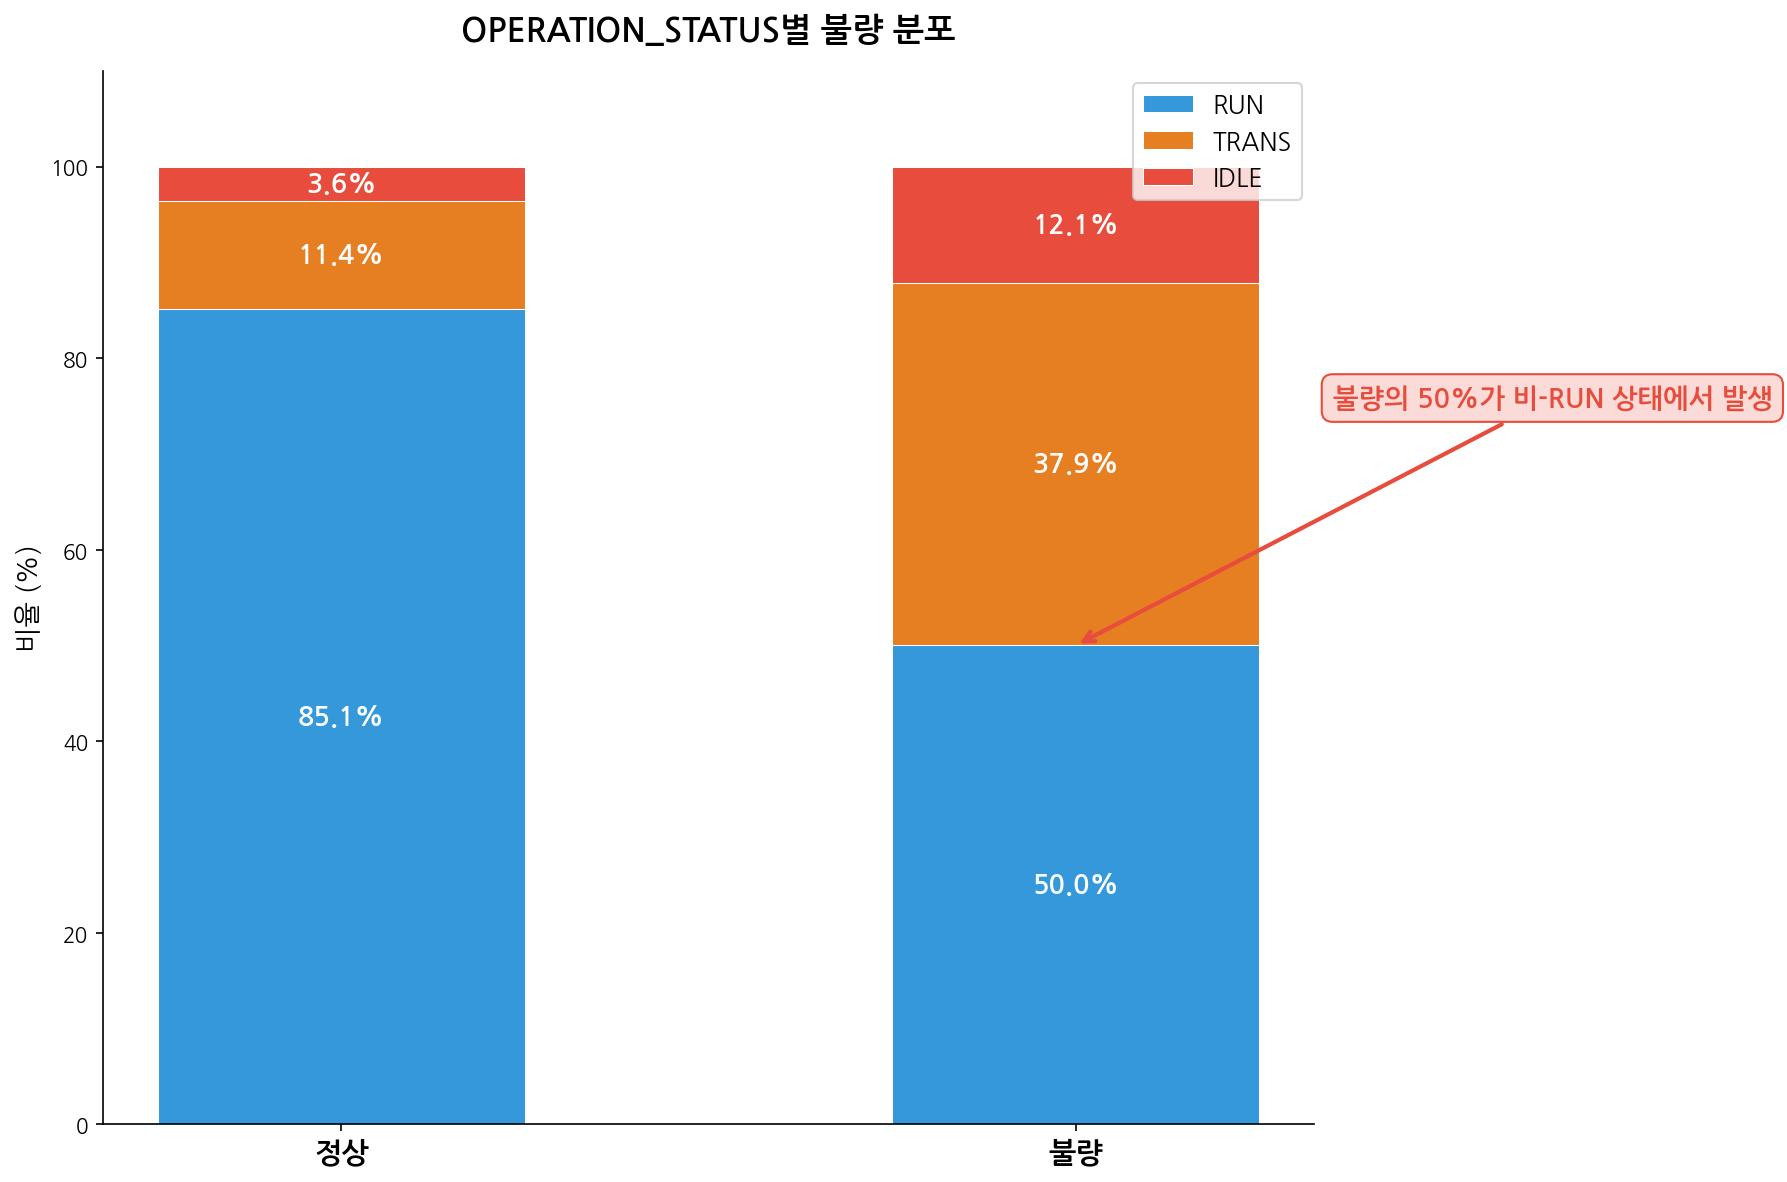 OPERATION_STATUS별 불량 분포
RUN
TRANS
IDLE
비율 (%)
100
80
60
40
20
0
3.6%
11.4%
85.1%
12.1%
37.9%
50.0%
불량의 50%가 비-RUN 상태에서 발생
정상
불량